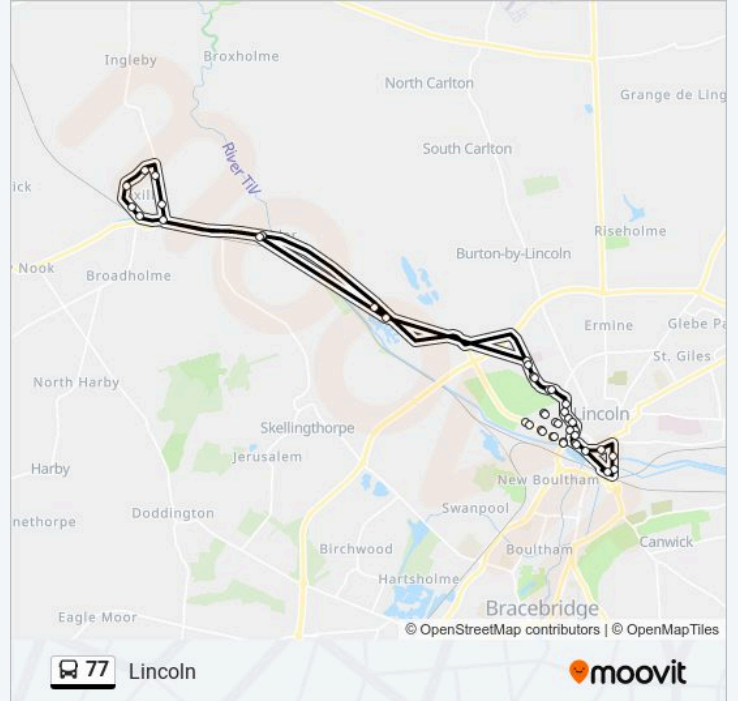 Ingleby
Broxholme
North Carlton
Grange de Ling
River Till
South Carlton
ick
Riseholme
Burton-by-Lincoln
Nook
Broadholme
Ermine
Glebe Pa
St. Giles
North Harby
Lincoln
Skellingthorpe
Harby
Jerusalem
New Boultham
Swanpool
Doddington
nethorpe
Canwick
Birchwood
Boultham
Hartsholme
Bracebridge
Eagle Moor
© OpenStreetMap contributors | © OpenMapTiles
77 Lincoln
moovit